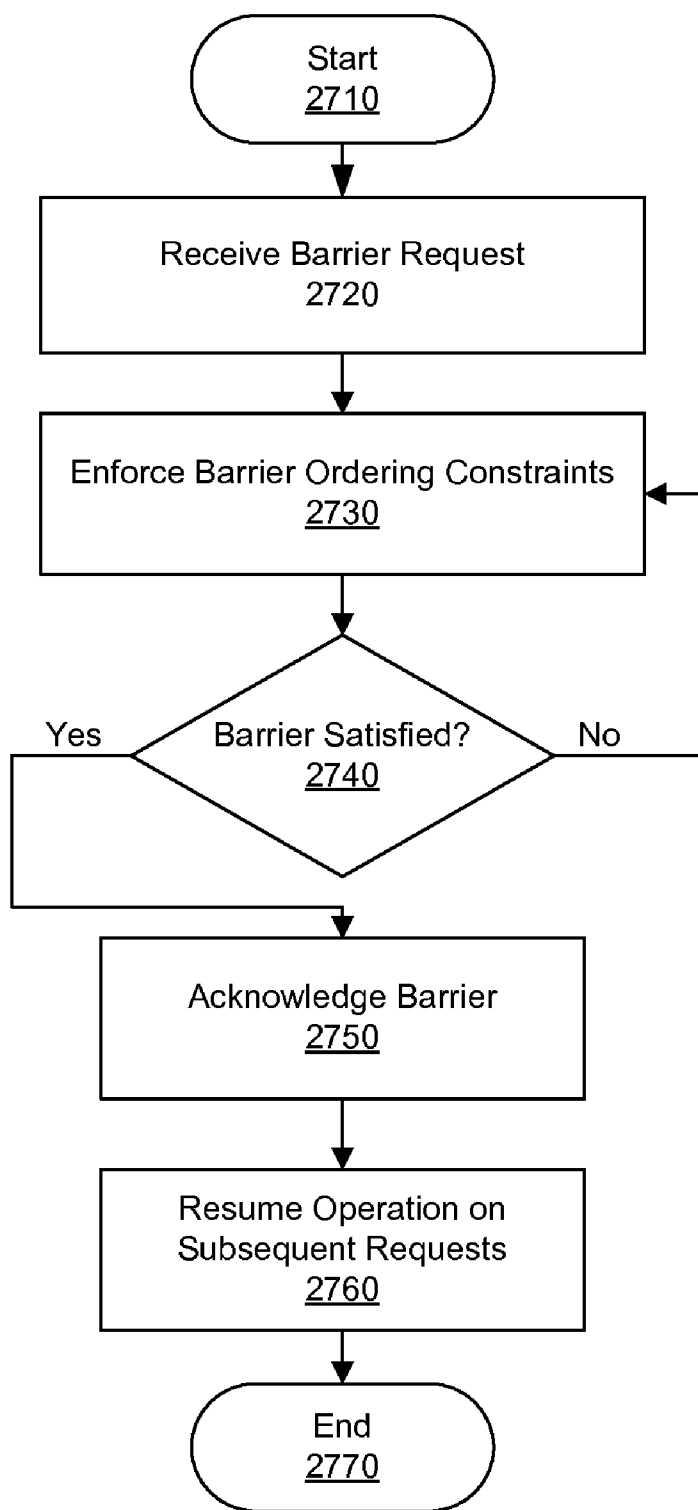 Start
2710
Receive Barrier Request
2720
Enforce Barrier Ordering Constraints
2730
Yes
Barrier Satisfied?
No
2740
Acknowledge Barrier
2750
Resume Operation on
Subsequent Requests
2760
End
2770